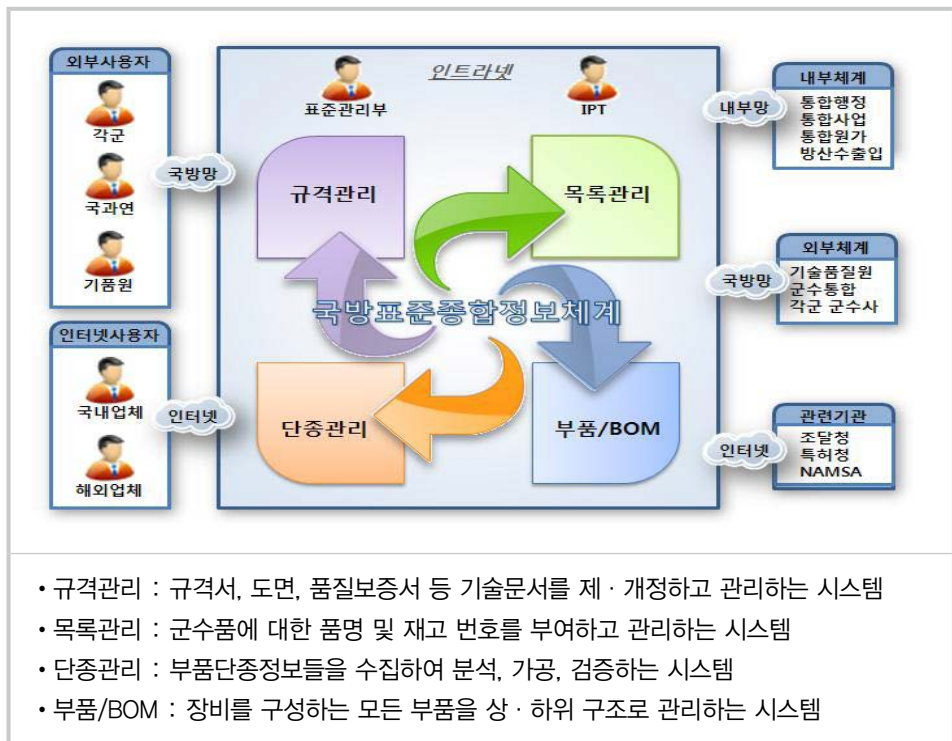 외부사용자
각군
국과연
기품원
국방망
인터넷사용자
국내업체
해외업체
인터넷
인트라넷
표준관리부
IPT
규격관리
목록관리
국방표준종합정보체계
단종관리
부품/BOM
내부망
내부체계
통합행정
통합사업
통합원가
방산수출입
국방망
외부체계
기술품질원
군수통합
각군 군수사
인터넷
관련기관
조달청
특허청
NAMSA
• 규격관리 : 규격서, 도면, 품질보증서 등 기술문서를 제 · 개정하고 관리하는 시스템
• 목록관리 : 군수품에 대한 품명 및 재고 번호를 부여하고 관리하는 시스템
• 단종관리 : 부품단종정보들을 수집하여 분석, 가공, 검증하는 시스템
• 부품/BOM : 장비를 구성하는 모든 부품을 상 · 하위 구조로 관리하는 시스템